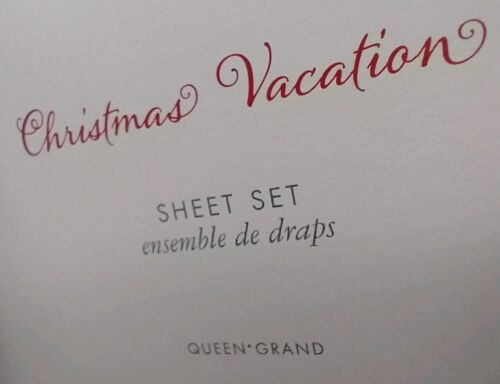 Christmas Vacation
SHEET SET
ensemble de draps
QUEEN•GRAND